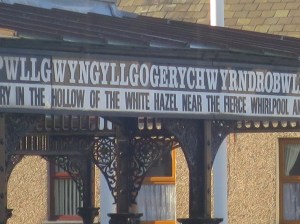 PWLLGWYNGYLLGOGERYCHWYRNDROBWLL
RY IN THE HOLLOW OF THE WHITE HAZEL NEAR THE FIERCE WHIRLPOOL A